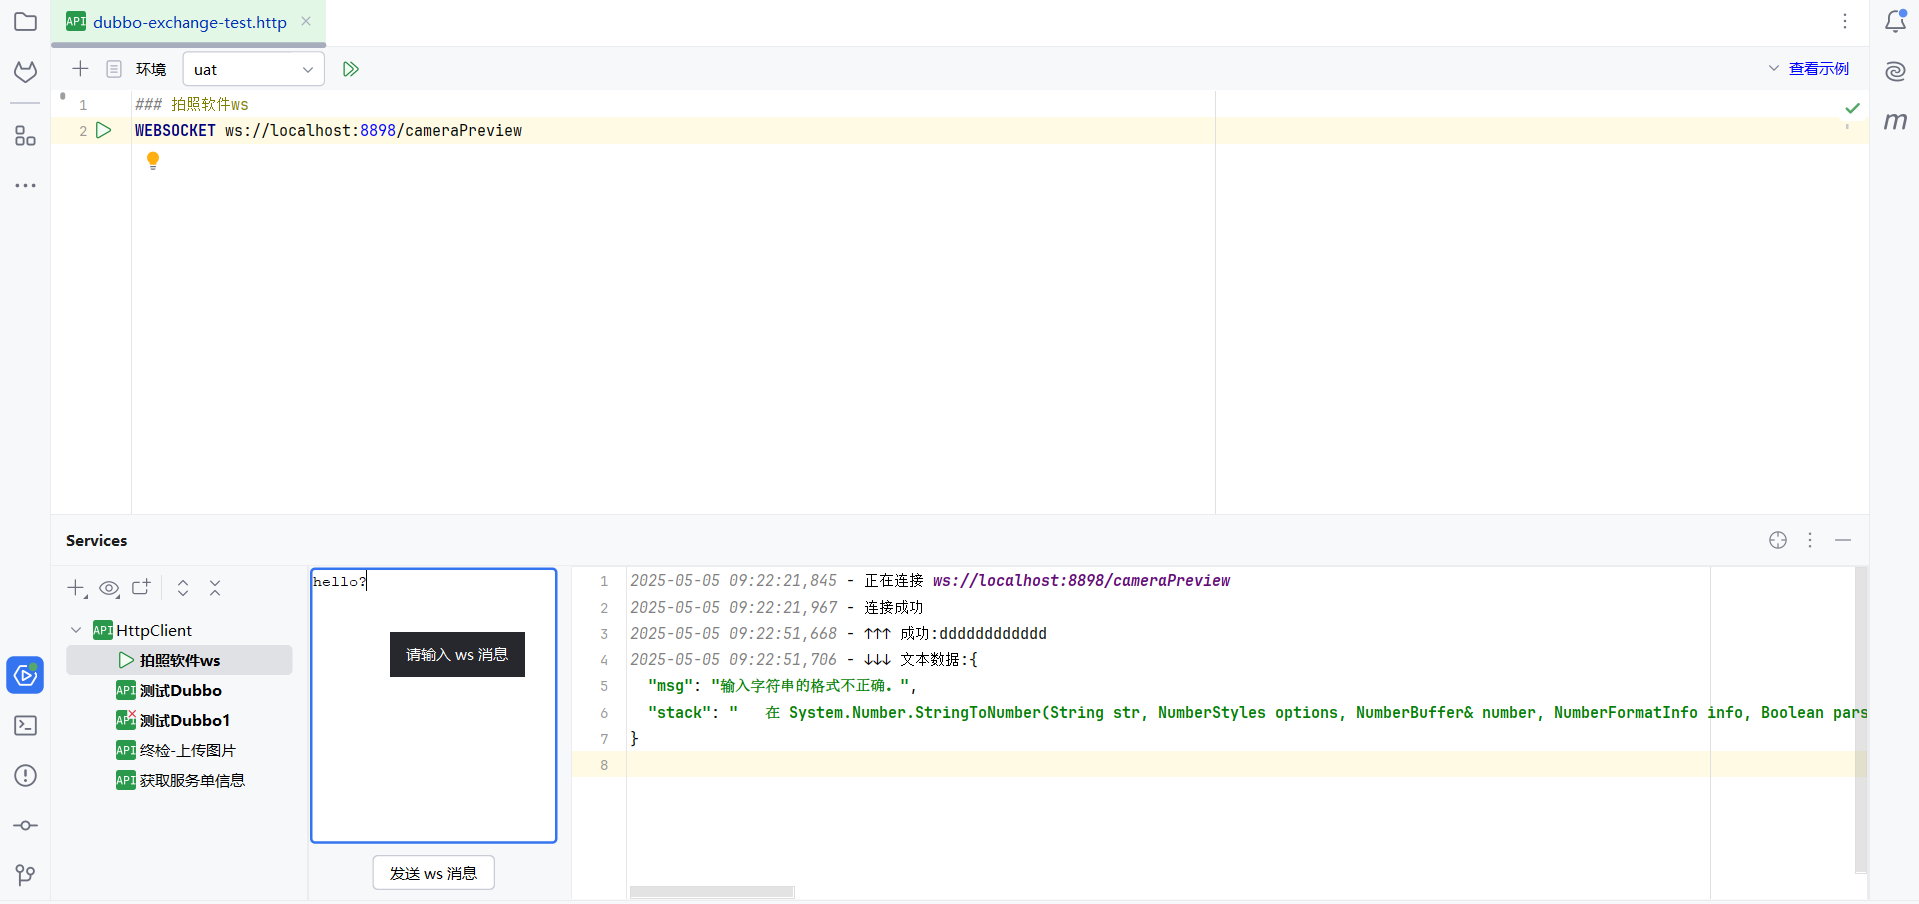 API dubbo-exchange-test.http
环境 uat 查看示例
1 ### 拍照软件ws
2 WEBSOCKET ws://localhost:8898/cameraPreview
m
Services
API HttpClient
拍照软件ws
API 测试Dubbo
API 测试Dubbo1
API 终检-上传图片
API 获取服务单信息
hello?
请输入 ws 消息
发送 ws 消息
1 2025-05-05 09:22:21,845 - 正在连接 ws://localhost:8898/cameraPreview
2 2025-05-05 09:22:21,967 - 连接成功
3 2025-05-05 09:22:51,668 - ↑↑↑ 成功:dddddddddddd
4 2025-05-05 09:22:51,706 - ↓↓↓ 文本数据:{
5 "msg": "输入字符串的格式不正确。",
6 "stack": "   在 System.Number.StringToNumber(String str, NumberStyles options, NumberBuffer& number, NumberFormatInfo info, Boolean pars
7 }
8